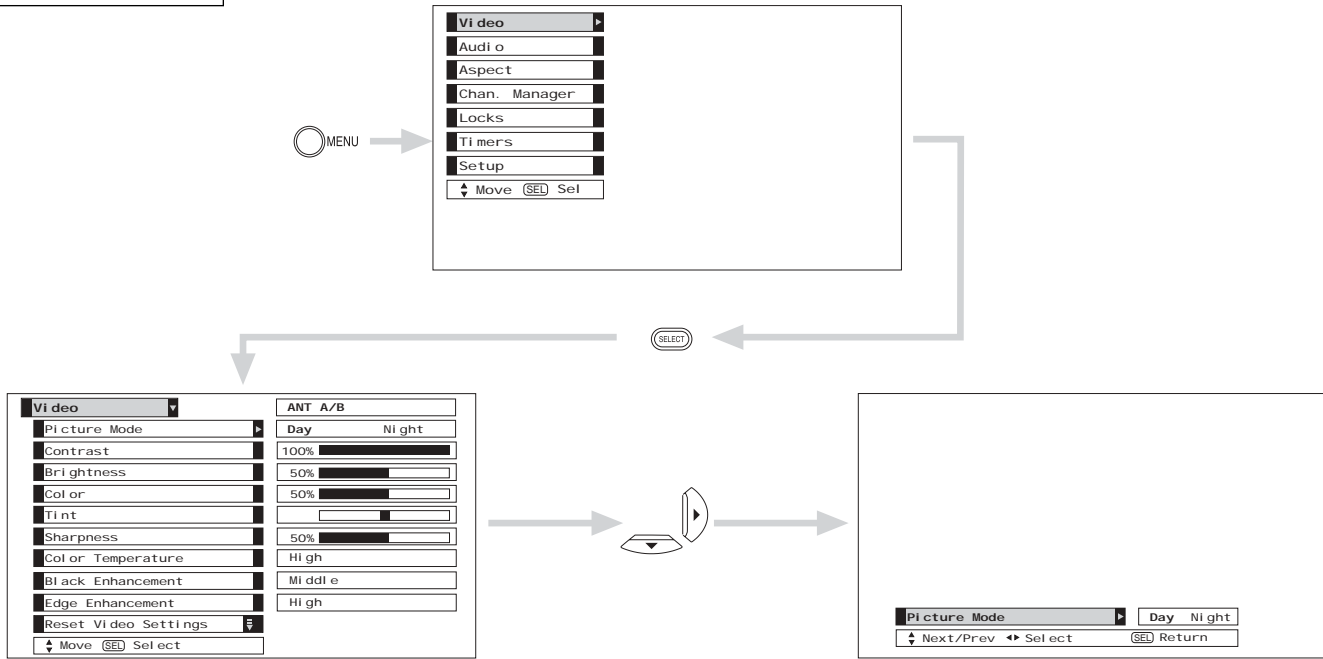 Video
Audio
Aspect
Chan. Manager
Locks
Timers
Setup
Move SEL Sel
MENU
SELECT
Video ANT A/B
Picture Mode Day Night
Contrast 100%
Brightness 50%
Color 50%
Tint
Sharpness 50%
Color Temperature High
Black Enhancement Middle
Edge Enhancement High
Reset Video Settings
Move SEL Select
Picture Mode Day Night
Next/Prev Select SEL Return